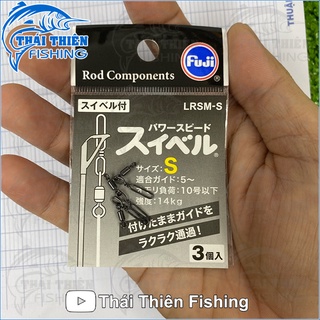 THÁI THIÊN
FISHING
Fuji
Rod Components
スイベル付
LRSM-S
パワースピード
スイベル®
サイズ:S
適合ガイド:5~
オモリ負荷:10号以下
強度:14kg
付けたままガイドを
ラクラク通過!
3個入
Thái Thiên Fishing